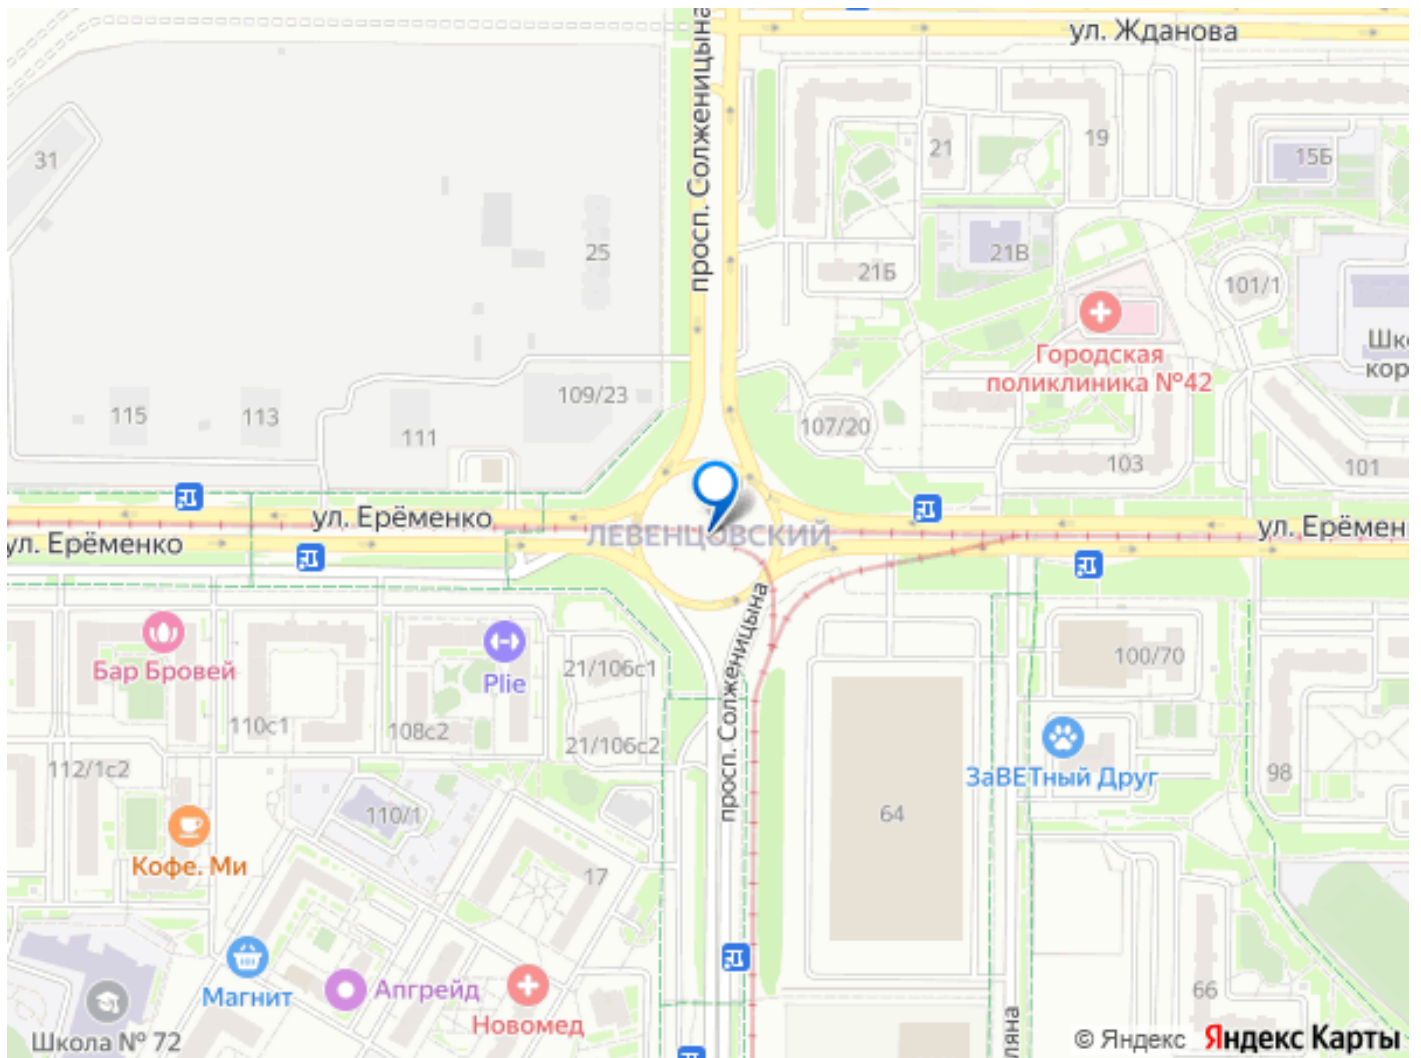 ул. Жданова
просп. Солженицына
31
19
21
15Б
25
21Б
21В
101/1
Городская
поликлиника №42
109/23
115
113
111
107/20
103
101
ул. Ерёменко
ул. Ерёменко
ЛЕВЕНЦОВСКИЙ
просп. Солженицына
Бар Бровей
Plie
21/106с1
100/70
110с1
108с2
21/106с2
112/1с2
ЗаВЕТный Друг
98
110/1
64
Кофе. Ми
17
Магнит
Апгрейд
Новомед
66
Школа № 72
© Яндекс Яндекс Карты